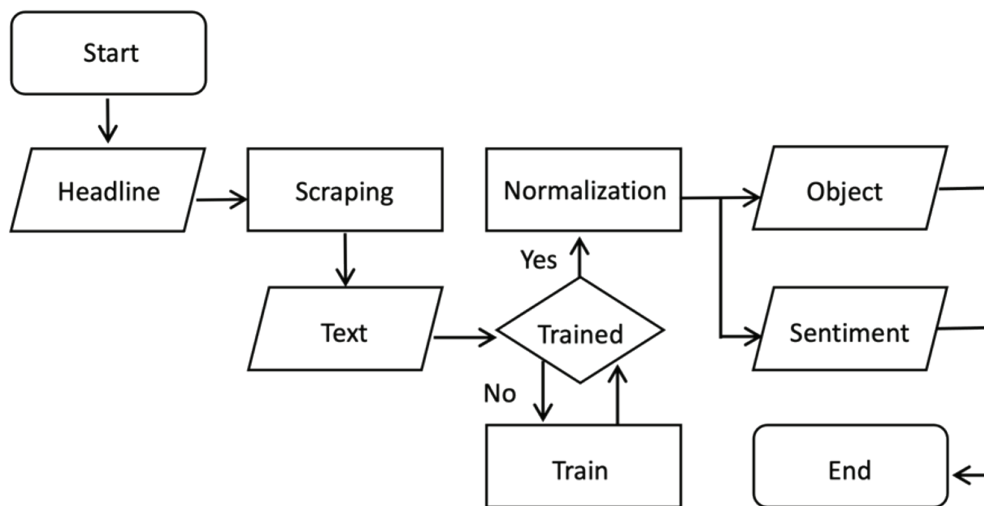 Start
Headline
Scraping
Normalization
Object
Yes
Text
Trained
Sentiment
No
Train
End